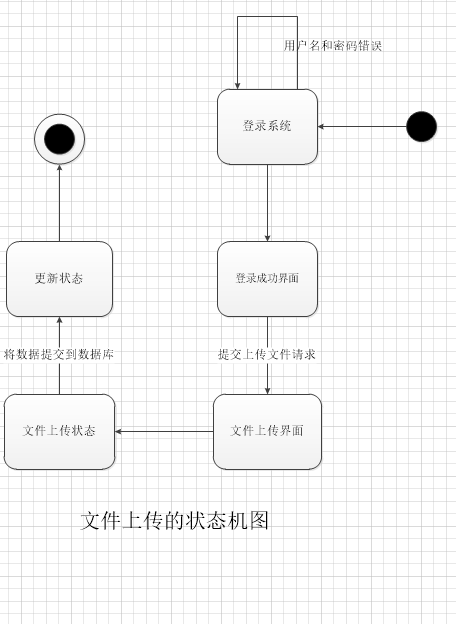 用户名和密码错误
登录系统
更新状态
登录成功界面
将数据提交到数据库
提交上传文件请求
文件上传状态
文件上传界面
文件上传的状态机图